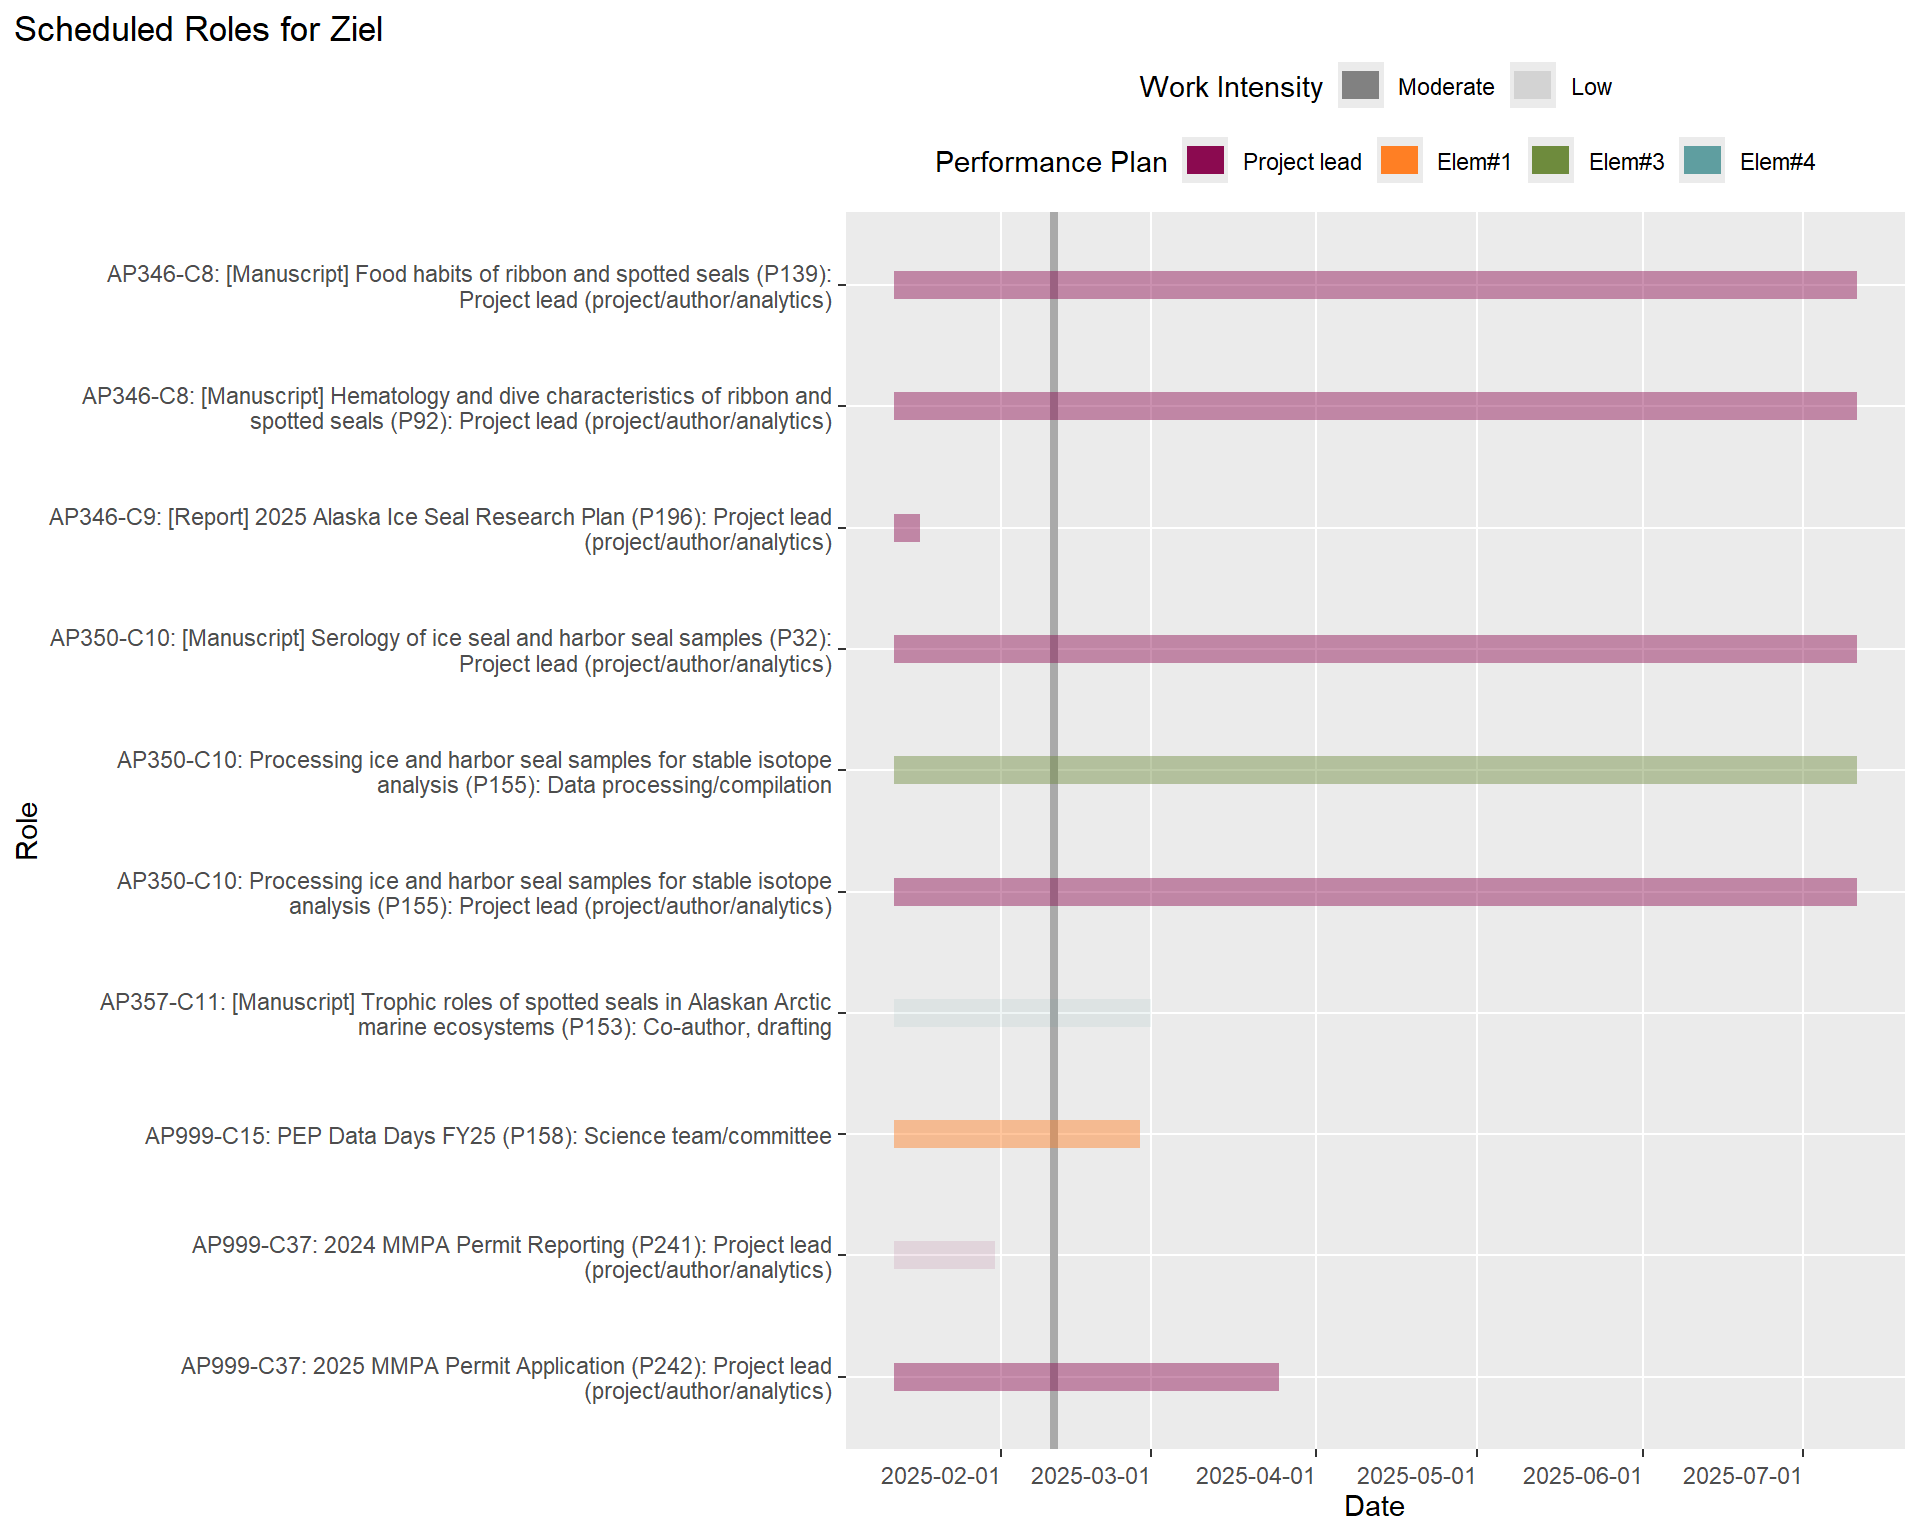 Scheduled Roles for Ziel
Work Intensity Moderate Low
Performance Plan Project lead Elem#1 Elem#3 Elem#4
AP346-C8: [Manuscript] Food habits of ribbon and spotted seals (P139):
Project lead (project/author/analytics)
AP346-C8: [Manuscript] Hematology and dive characteristics of ribbon and
spotted seals (P92): Project lead (project/author/analytics)
AP346-C9: [Report] 2025 Alaska Ice Seal Research Plan (P196): Project lead
(project/author/analytics)
AP350-C10: [Manuscript] Serology of ice seal and harbor seal samples (P32):
Project lead (project/author/analytics)
AP350-C10: Processing ice and harbor seal samples for stable isotope
analysis (P155): Data processing/compilation
AP350-C10: Processing ice and harbor seal samples for stable isotope
analysis (P155): Project lead (project/author/analytics)
AP357-C11: [Manuscript] Trophic roles of spotted seals in Alaskan Arctic
marine ecosystems (P153): Co-author, drafting
AP999-C15: PEP Data Days FY25 (P158): Science team/committee
AP999-C37: 2024 MMPA Permit Reporting (P241): Project lead
(project/author/analytics)
AP999-C37: 2025 MMPA Permit Application (P242): Project lead
(project/author/analytics)
Role
2025-02-01 2025-03-01 2025-04-01 2025-05-01 2025-06-01 2025-07-01
Date